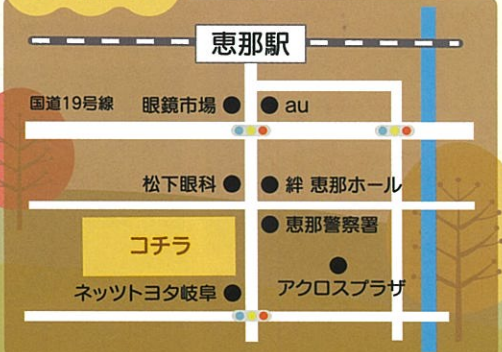 恵那駅
国道19号線
眼鏡市場
au
松下眼科
絆 恵那ホール
恵那警察署
コチラ
アクロスプラザ
ネッツトヨタ岐阜